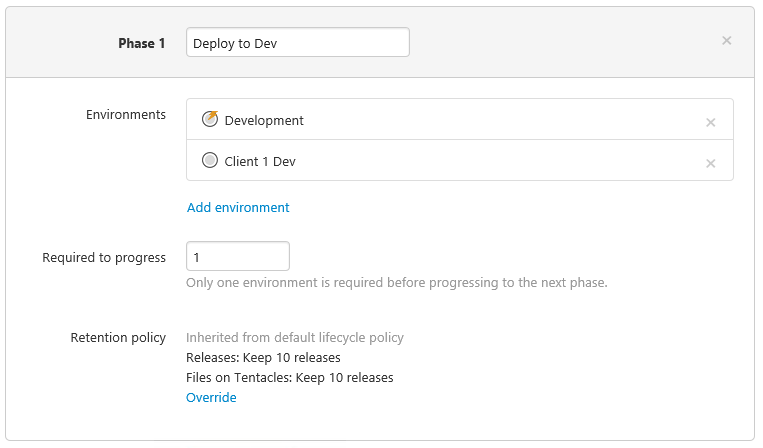 Phase 1 Deploy to Dev ×
Environments
Development ×
Client 1 Dev ×
Add environment
Required to progress 1
Only one environment is required before progressing to the next phase.
Retention policy Inherited from default lifecycle policy
Releases: Keep 10 releases
Files on Tentacles: Keep 10 releases
Override